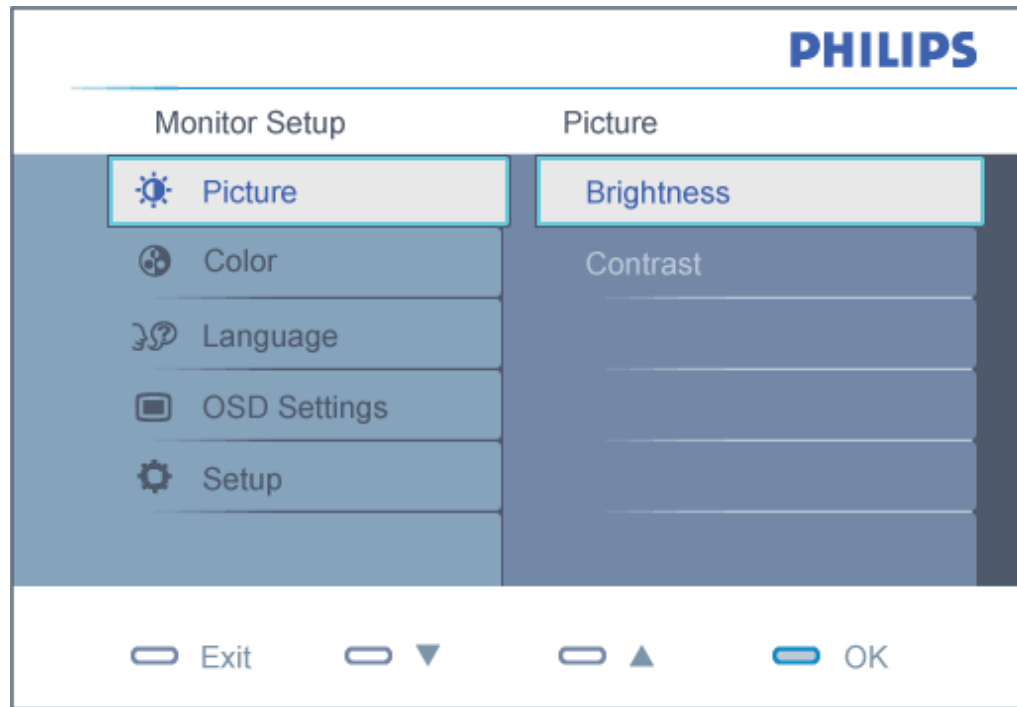 PHILIPS
Monitor Setup Picture
Picture Brightness
Color Contrast
Language
OSD Settings
Setup
Exit ▼ ▲ OK